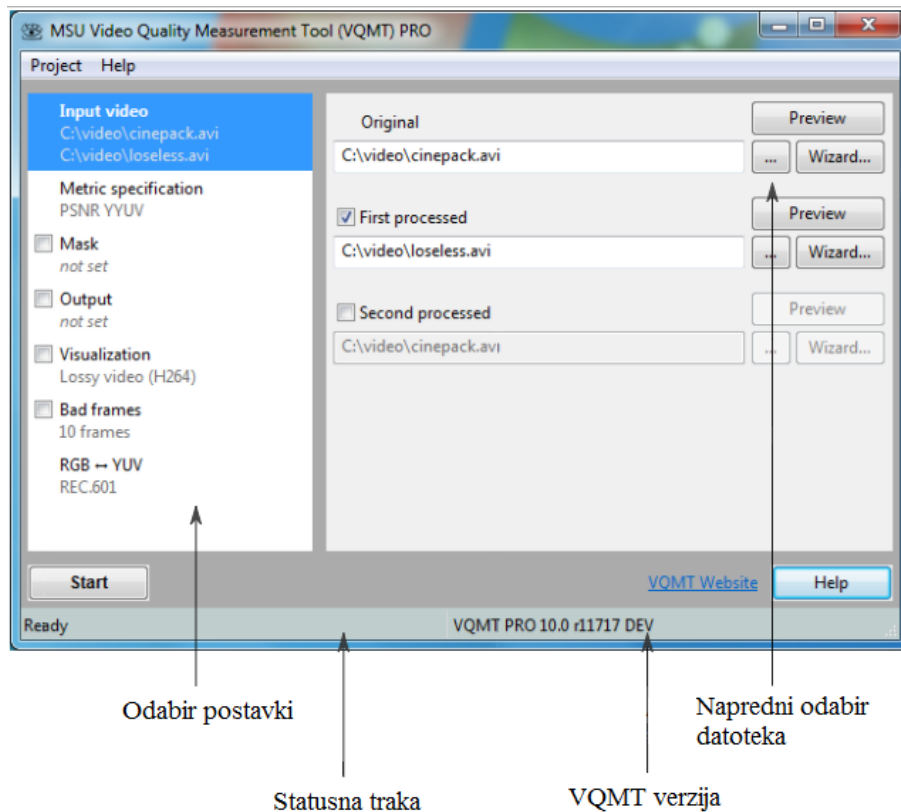 MSU Video Quality Measurement Tool (VQMT) PRO
Project Help
Input video
C:\video\cinepack.avi
C:\video\loseless.avi
Metric specification
PSNR YYUV
Mask
not set
Output
not set
Visualization
Lossy video (H264)
Bad frames
10 frames
RGB ↔ YUV
REC.601
Original
Preview
C:\video\cinepack.avi
... Wizard...
First processed
Preview
C:\video\loseless.avi
... Wizard...
Second processed
Preview
C:\video\cinepack.avi
... Wizard...
Start
VQMT Website
Help
Ready
VQMT PRO 10.0 r11717 DEV
Odabir postavki
Napredni odabir
datoteka
Statusna traka
VQMT verzija